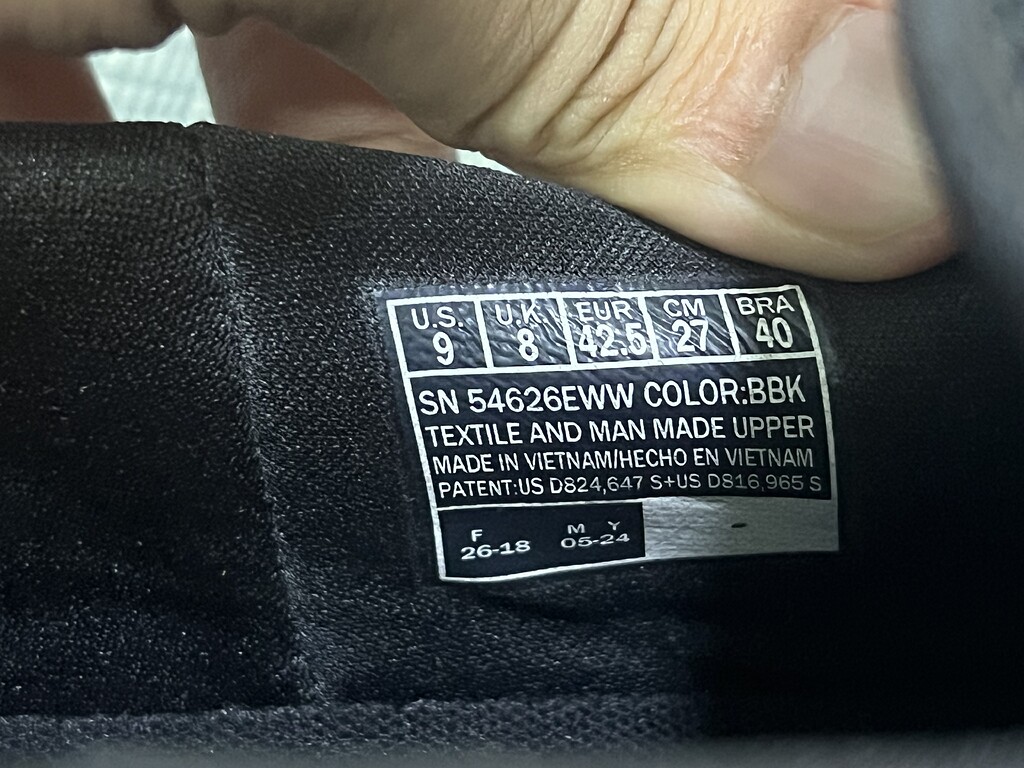 U.S. U.K. EUR CM BRA
9 8 42.5 27 40
SN 54626EWW COLOR:BBK
TEXTILE AND MAN MADE UPPER
MADE IN VIETNAM/HECHO EN VIETNAM
PATENT:US D824,647 S+US D816,965 S
F M Y
26-18 05-24